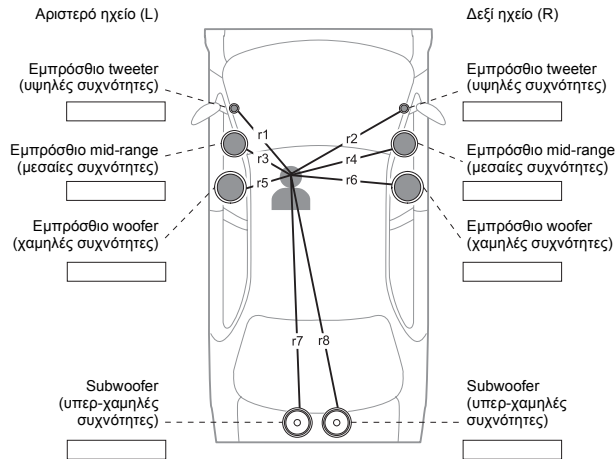 Αριστερό ηχείο (L)
Δεξί ηχείο (R)
Εμπρόσθιο tweeter
(υψηλές συχνότητες)
Εμπρόσθιο tweeter
(υψηλές συχνότητες)
r1
r2
Εμπρόσθιο mid-range
(μεσαίες συχνότητες)
r3
r4
Εμπρόσθιο mid-range
(μεσαίες συχνότητες)
r5
r6
Εμπρόσθιο woofer
(χαμηλές συχνότητες)
Εμπρόσθιο woofer
(χαμηλές συχνότητες)
r7
r8
Subwoofer
(υπερ-χαμηλές
συχνότητες)
Subwoofer
(υπερ-χαμηλές
συχνότητες)